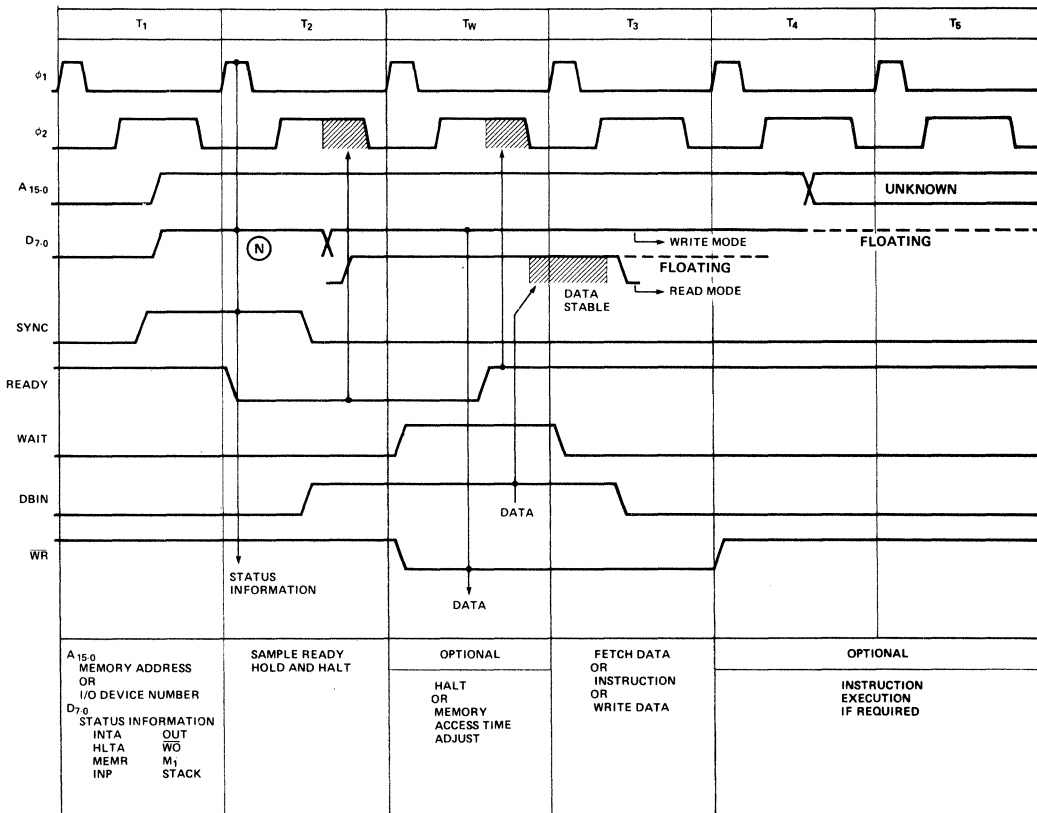 T1 T2 TW T3 T4 T5
φ1
φ2
A15-0
UNKNOWN
D7-0
N
WRITE MODE
FLOATING
FLOATING
READ MODE
DATA
STABLE
SYNC
READY
WAIT
DBIN
DATA
WR
STATUS
INFORMATION
DATA
A15-0
MEMORY ADDRESS
OR
I/O DEVICE NUMBER
D7-0
STATUS INFORMATION
INTA OUT
HLTA WO
MEMR M1
INP STACK
SAMPLE READY
HOLD AND HALT
OPTIONAL
HALT
OR
MEMORY
ACCESS TIME
ADJUST
FETCH DATA
OR
INSTRUCTION
OR
WRITE DATA
OPTIONAL
INSTRUCTION
EXECUTION
IF REQUIRED